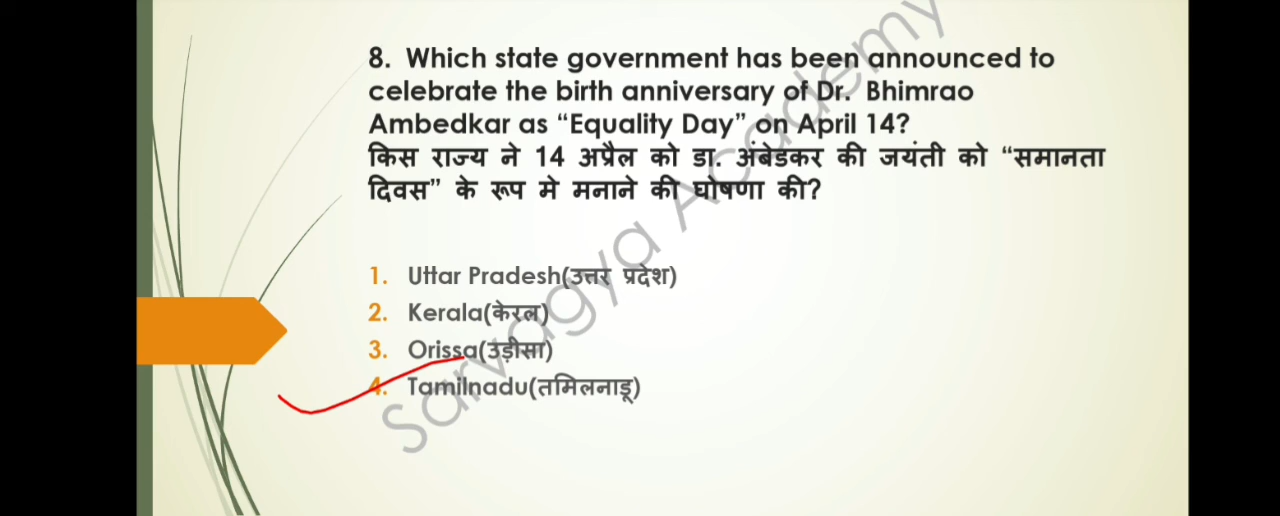 8. Which state government has been announced to
celebrate the birth anniversary of Dr. Bhimrao
Ambedkar as “Equality Day” on April 14?
किस राज्य ने 14 अप्रैल को डा. अंबेडकर की जयंती को “समानता
दिवस” के रूप मे मनाने की घोषणा की?
1. Uttar Pradesh(उत्तर प्रदेश)
2. Kerala(केरल)
3. Orissa(उड़ीसा)
4. Tamilnadu(तमिलनाडू)
Sarvagya Academy